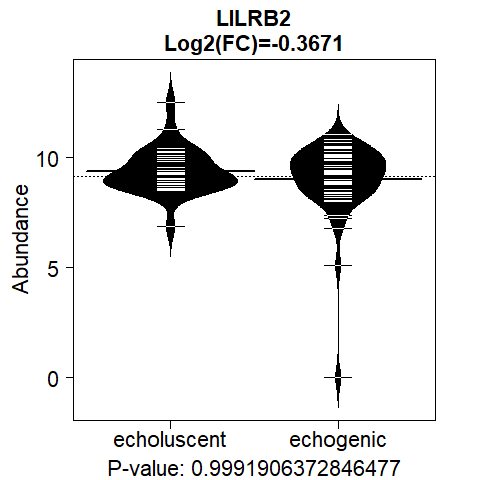 LILRB2
Log2(FC)=-0.3671
Abundance
10
5
0
echoluscent
echogenic
P-value: 0.9991906372846477